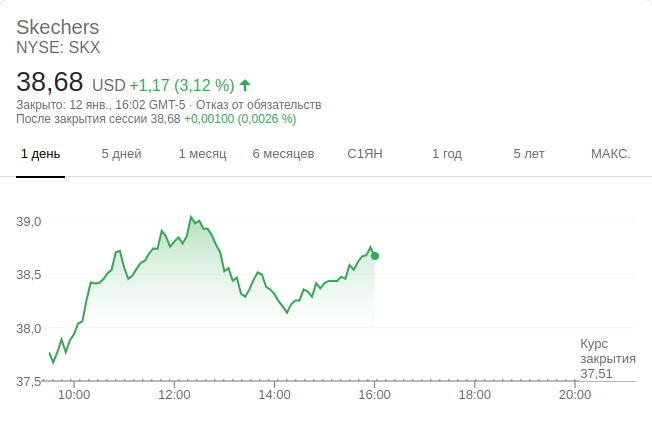 Skechers
NYSE: SKX
38,68 USD +1,17 (3,12 %)
Закрыто: 12 янв., 16:02 GMT-5 · Отказ от обязательств
После закрытия сессии 38,68 +0,00100 (0,0026 %)
1 день 5 дней 1 месяц 6 месяцев С1ЯН 1 год 5 лет МАКС.
39,0
38,5
38,0
Курс
закрытия
37,51
37,5
10:00 12:00 14:00 16:00 18:00 20:00